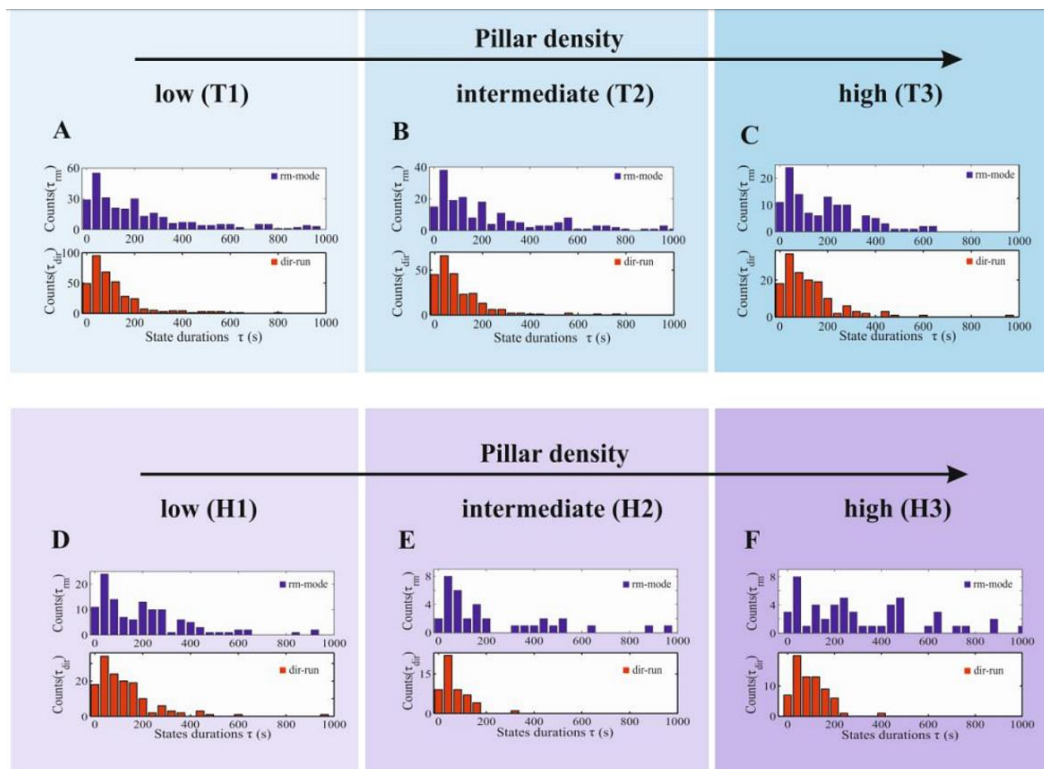 Pillar density
low (T1) intermediate (T2) high (T3)
A B C
60 30 0 Counts(τrm) rm-mode 0 200 400 600 800 1000
40 20 0 Counts(τrm) rm-mode 0 200 400 600 800 1000
20 10 0 Counts(τrm) rm-mode 0 200 400 600 800 1000
100 50 0 Counts(τdir) dir-run 0 200 400 600 800 1000
50 0 Counts(τdir) dir-run 0 200 400 600 800 1000
20 0 Counts(τdir) dir-run 0 200 400 600 800 1000
State durations τ (s) State durations τ (s) State durations τ (s)
Pillar density
low (H1) intermediate (H2) high (H3)
D E F
20 10 0 Counts(τrm) rm-mode 0 200 400 600 800 1000
8 4 0 Counts(τrm) rm-mode 0 200 400 600 800 1000
8 4 0 Counts(τrm) rm-mode 0 200 400 600 800 1000
20 0 Counts(τdir) dir-run 0 200 400 600 800 1000
15 0 Counts(τdir) dir-run 0 200 400 600 800 1000
10 0 Counts(τdir) dir-run 0 200 400 600 800 1000
States durations τ (s) States durations τ (s) States durations τ (s)